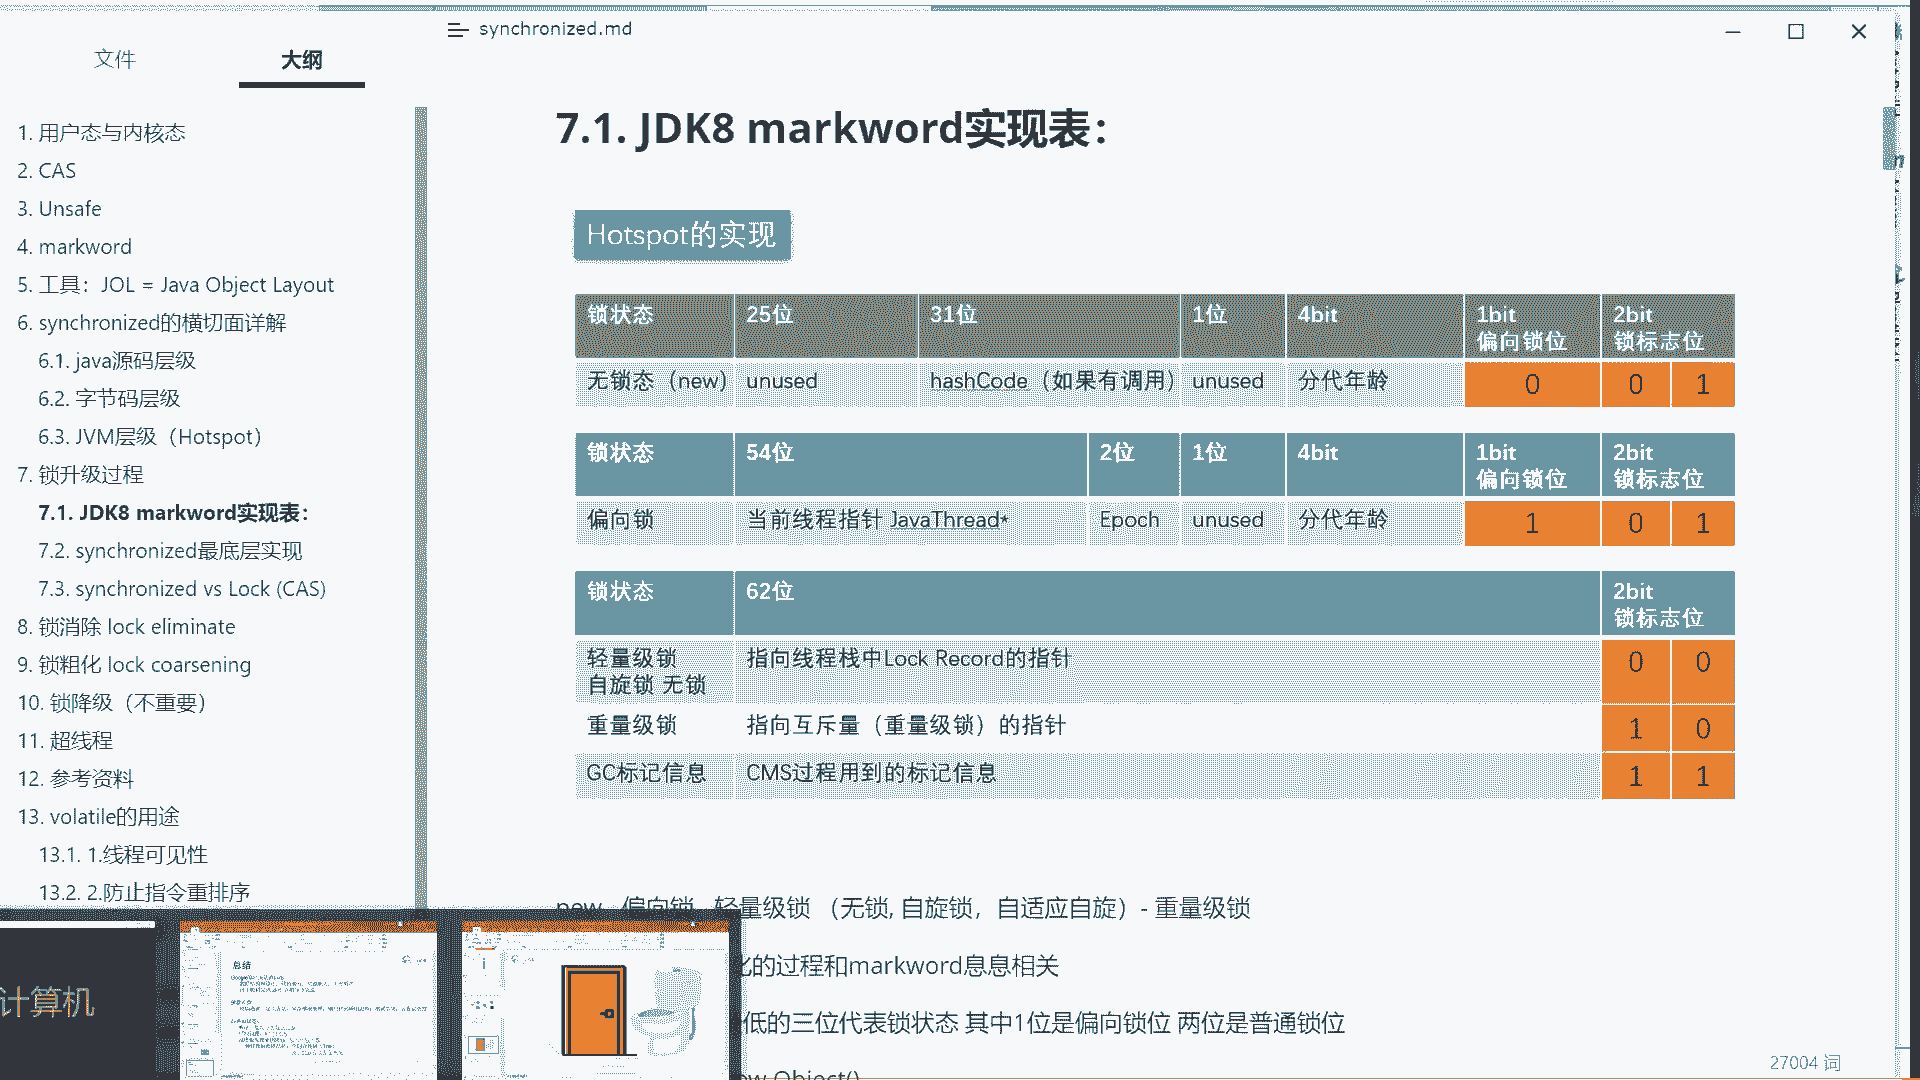 synchronized.md
文件
大纲
1. 用户态与内核态
2. CAS
3. Unsafe
4. markword
5. 工具：JOL = Java Object Layout
6. synchronized的横切面详解
6.1. java源码层级
6.2. 字节码层级
6.3. JVM层级（Hotspot）
7. 锁升级过程
7.1. JDK8 markword实现表：
7.2. synchronized最底层实现
7.3. synchronized vs Lock (CAS)
8. 锁消除 lock eliminate
9. 锁粗化 lock coarsening
10. 锁降级（不重要）
11. 超线程
12. 参考资料
13. volatile的用途
13.1. 1.线程可见性
13.2. 2.防止指令重排序
7.1. JDK8 markword实现表：
Hotspot的实现
锁状态 25位 31位 1位 4bit 1bit 2bit
偏向锁位 锁标志位
无锁态（new） unused hashCode（如果有调用） unused 分代年龄 0 0 1
锁状态 54位 2位 1位 4bit 1bit 2bit
偏向锁位 锁标志位
偏向锁 当前线程指针 JavaThread* Epoch unused 分代年龄 1 0 1
锁状态 62位 2bit
锁标志位
轻量级锁 指向线程栈中Lock Record的指针 0 0
自旋锁 无锁
重量级锁 指向互斥量（重量级锁）的指针 1 0
GC标记信息 CMS过程用到的标记信息 1 1
new 偏向锁 轻量级锁 （无锁, 自旋锁，自适应自旋）- 重量级锁
化的过程和markword息息相关
低的三位代表锁状态 其中1位是偏向锁位 两位是普通锁位
Object()
计算机
总结
27004 词